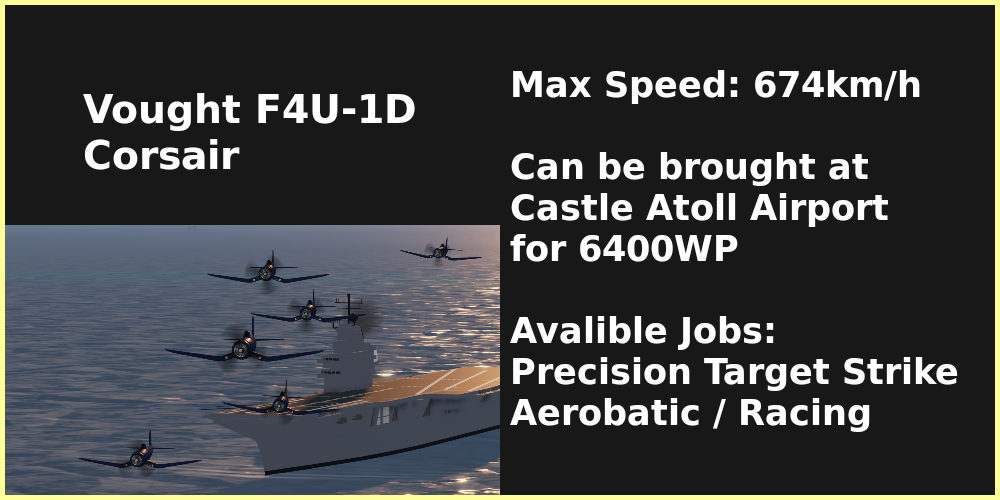 Vought F4U-1D
Corsair
Max Speed: 674km/h
Can be brought at
Castle Atoll Airport
for 6400WP
Avalible Jobs:
Precision Target Strike
Aerobatic / Racing